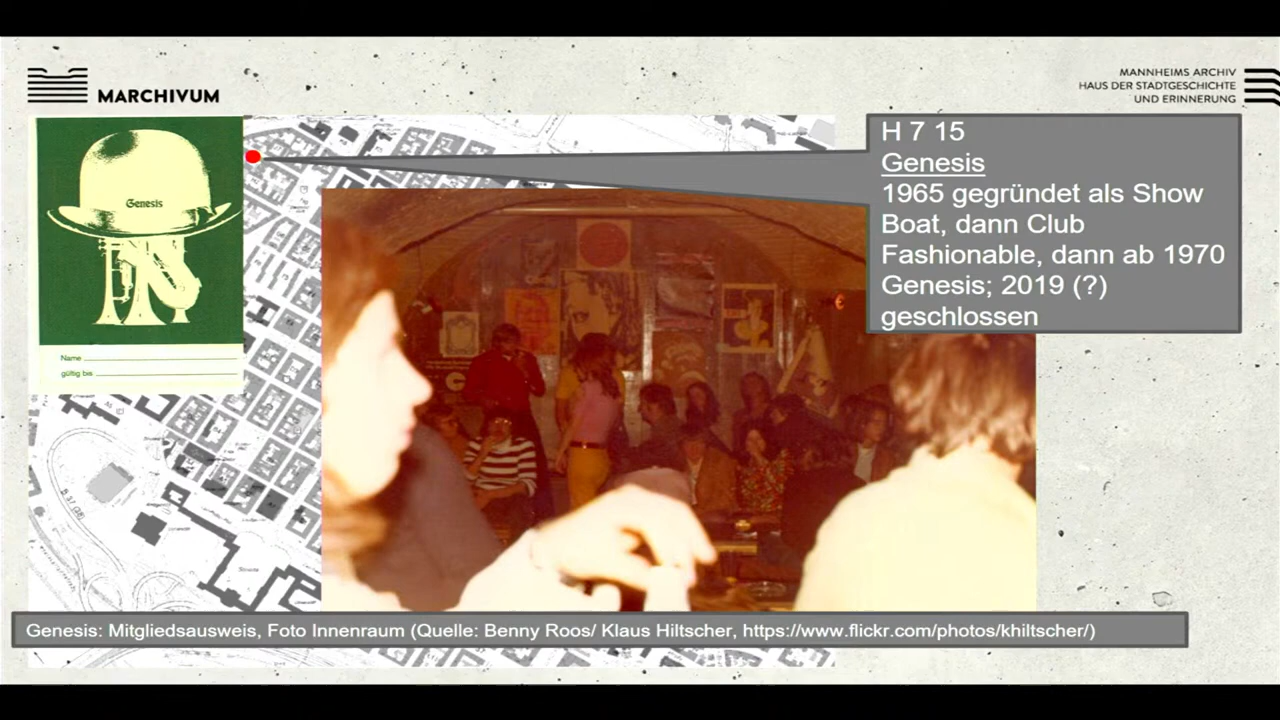 MARCHIVUM
MANNHEIMS ARCHIV
HAUS DER STADTGESCHICHTE
UND ERINNERUNG
Genesis
Name
gültig bis
H 7 15
Genesis
1965 gegründet als Show
Boat, dann Club
Fashionable, dann ab 1970
Genesis; 2019 (?)
geschlossen
Genesis: Mitgliedsausweis, Foto Innenraum (Quelle: Benny Roos/ Klaus Hiltscher, https://www.flickr.com/photos/khiltscher/)